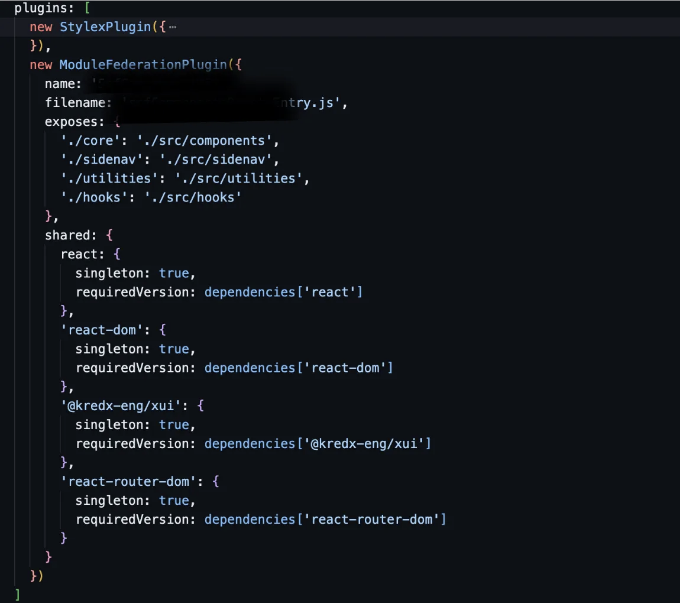 plugins: [
new StylexPlugin({⋯
}),
new ModuleFederationPlugin({
name:
filename: ntry.js',
exposes: {
'./core': './src/components',
'./sidenav': './src/sidenav',
'./utilities': './src/utilities',
'./hooks': './src/hooks'
},
shared: {
react: {
singleton: true,
requiredVersion: dependencies['react']
},
'react-dom': {
singleton: true,
requiredVersion: dependencies['react-dom']
},
'@kredx-eng/xui': {
singleton: true,
requiredVersion: dependencies['@kredx-eng/xui']
},
'react-router-dom': {
singleton: true,
requiredVersion: dependencies['react-router-dom']
}
}
})
]